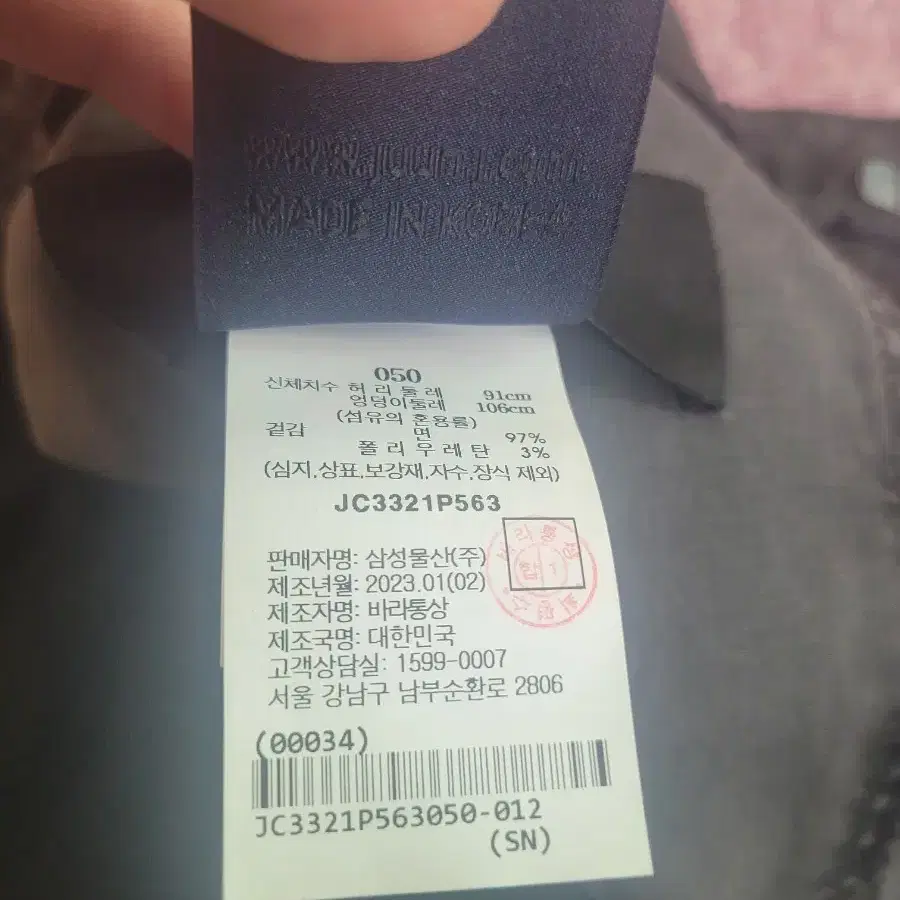 MADE IN KOREA
050
신체치수 허 리 둘 레 91cm
엉덩이둘레 106cm
(섬유의 혼용률)
겉감 면 97%
폴 리 우 레 탄 3%
(심지,상표,보강재,자수,장식 제외)
JC3321P563
판매자명: 삼성물산(주)
제조년월: 2023.01(02)
제조자명: 바라통상
제조국명: 대한민국
고객상담실: 1599-0007
서울 강남구 남부순환로 2806
(00034)
JC3321P563050-012
(SN)